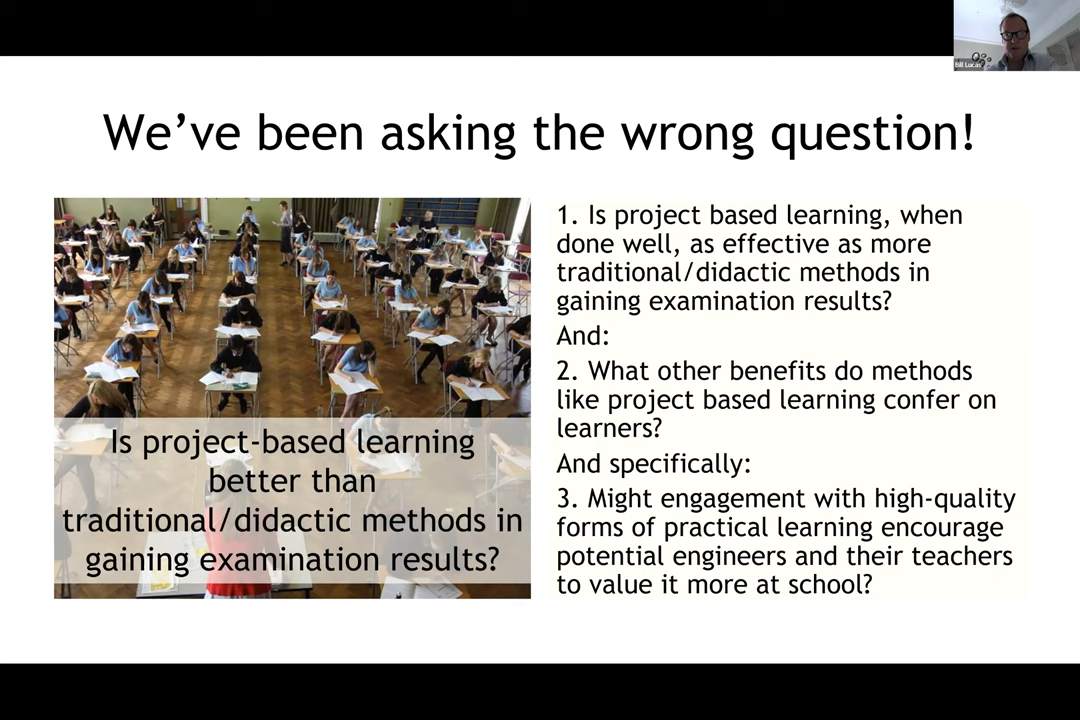 Bill Lucas
We’ve been asking the wrong question!
Is project-based learning
better than
traditional/didactic methods in
gaining examination results?
1. Is project based learning, when
done well, as effective as more
traditional/didactic methods in
gaining examination results?
And:
2. What other benefits do methods
like project based learning confer on
learners?
And specifically:
3. Might engagement with high-quality
forms of practical learning encourage
potential engineers and their teachers
to value it more at school?